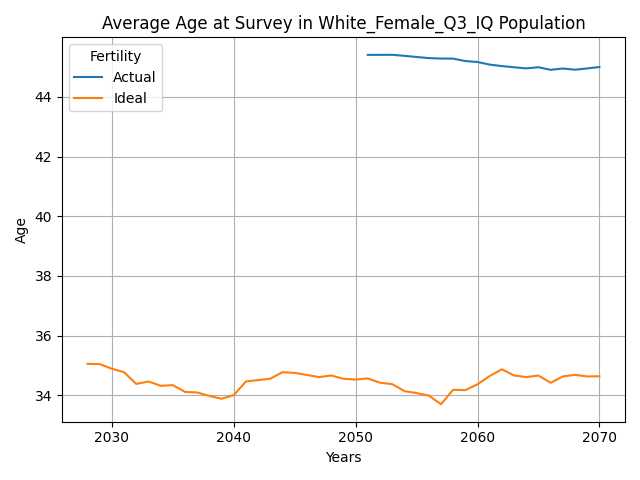 Average Age at Survey in White_Female_Q3_IQ Population
Fertility
Actual
Ideal
Age
44
42
40
38
36
34
2030 2040 2050 2060 2070
Years